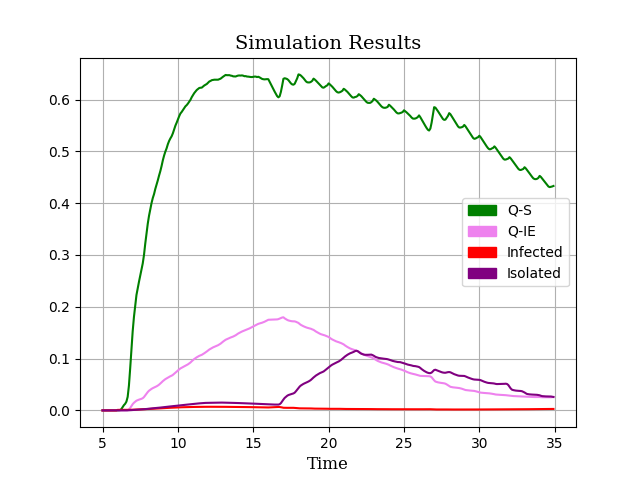 Simulation Results
0.6
0.5
0.4
0.3
0.2
0.1
0.0
Q-S
Q-IE
Infected
Isolated
5 10 15 20 25 30 35
Time